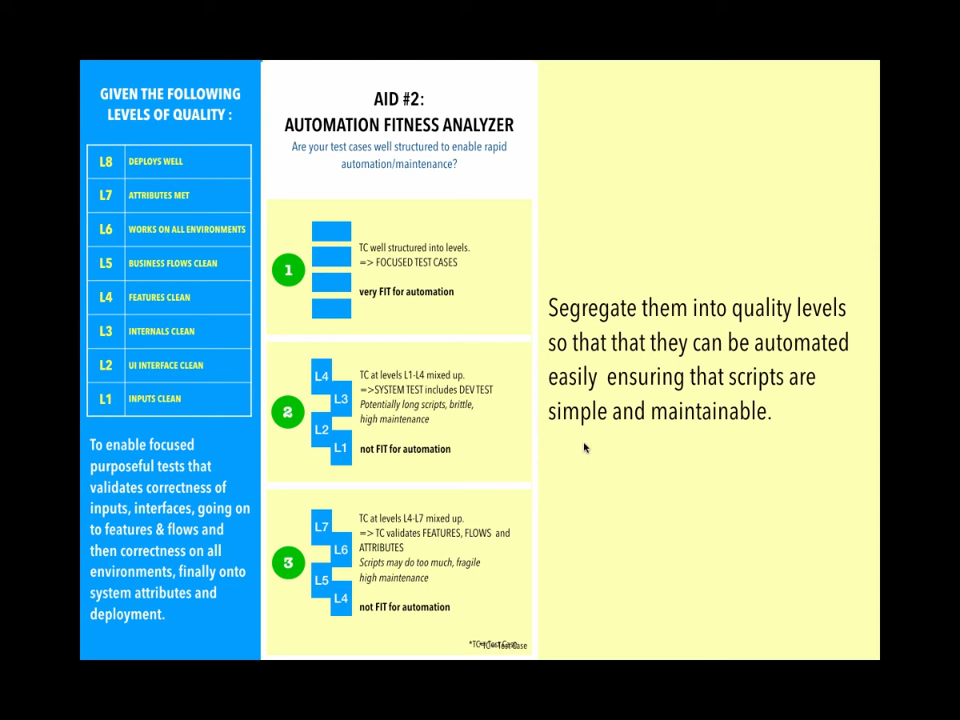 GIVEN THE FOLLOWING
LEVELS OF QUALITY :
L8 DEPLOYS WELL
L7 ATTRIBUTES MET
L6 WORKS ON ALL ENVIRONMENTS
L5 BUSINESS FLOWS CLEAN
L4 FEATURES CLEAN
L3 INTERNALS CLEAN
L2 UI INTERFACE CLEAN
L1 INPUTS CLEAN
To enable focused
purposeful tests that
validates correctness of
inputs, interfaces, going on
to features & flows and
then correctness on all
environments, finally onto
system attributes and
deployment.
AID #2:
AUTOMATION FITNESS ANALYZER
Are your test cases well structured to enable rapid
automation/maintenance?
1
TC well structured into levels.
=> FOCUSED TEST CASES
very FIT for automation
2
L4
L3
L2
L1
TC at levels L1-L4 mixed up.
=>SYSTEM TEST includes DEV TEST
Potentially long scripts, brittle,
high maintenance
not FIT for automation
3
L7
L6
L5
L4
TC at levels L4-L7 mixed up.
=> TC validates FEATURES, FLOWS and
ATTRIBUTES
Scripts may do too much, fragile
high maintenance
not FIT for automation
Segregate them into quality levels
so that that they can be automated
easily ensuring that scripts are
simple and maintainable.